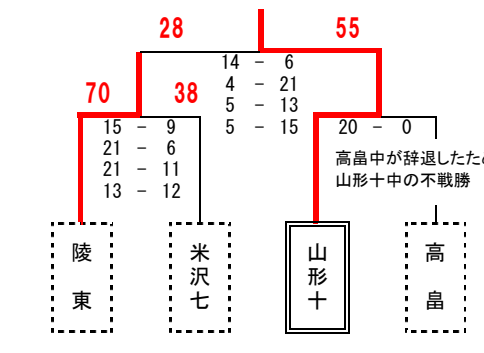 28 55
14 - 6
4 - 21
5 - 13
5 - 15
70 38
15 - 9
21 - 6
21 - 11
13 - 12
20 - 0
高畠中が辞退したため
山形十中の不戦勝
陵東
米沢七
山形十
高畠